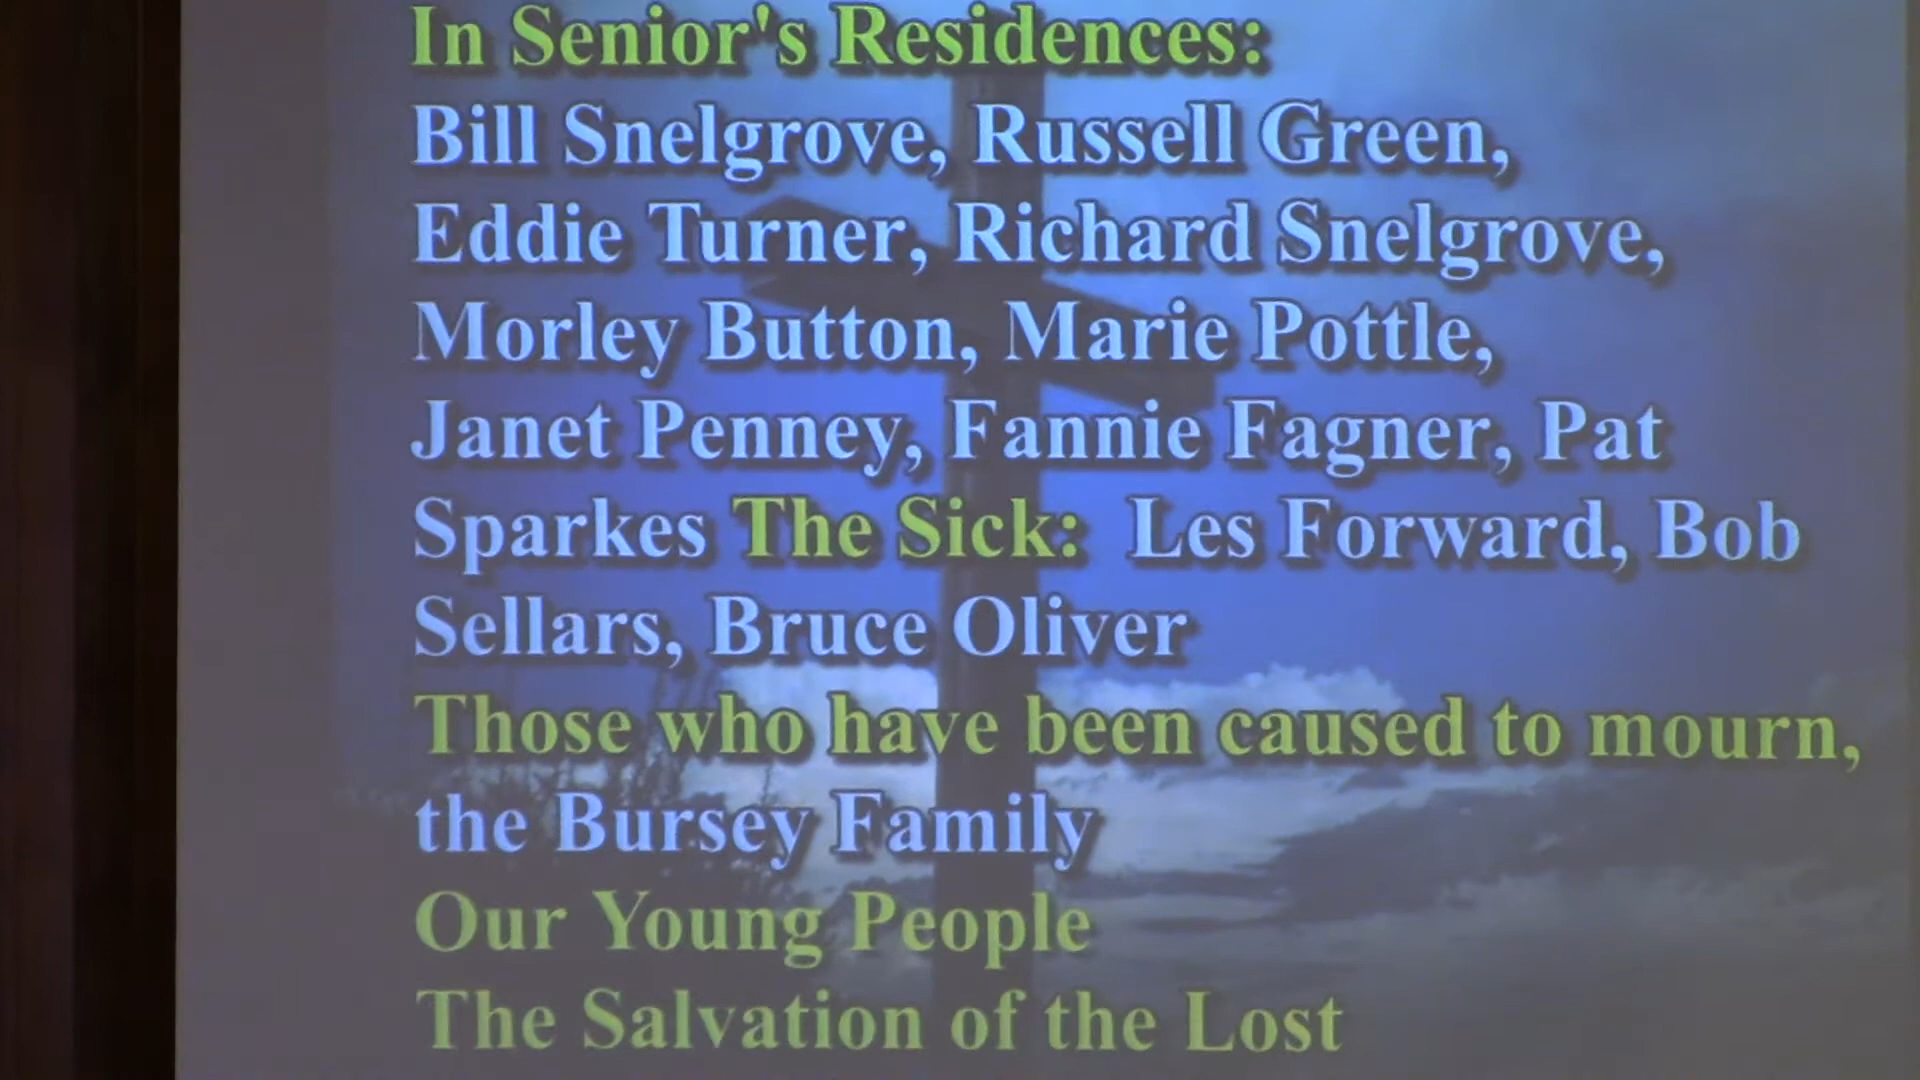 In Senior's Residences:
Bill Snelgrove, Russell Green,
Eddie Turner, Richard Snelgrove,
Morley Button, Marie Pottle,
Janet Penney, Fannie Fagner, Pat
Sparkes The Sick: Les Forward, Bob
Sellars, Bruce Oliver
Those who have been caused to mourn,
the Bursey Family
Our Young People
The Salvation of the Lost